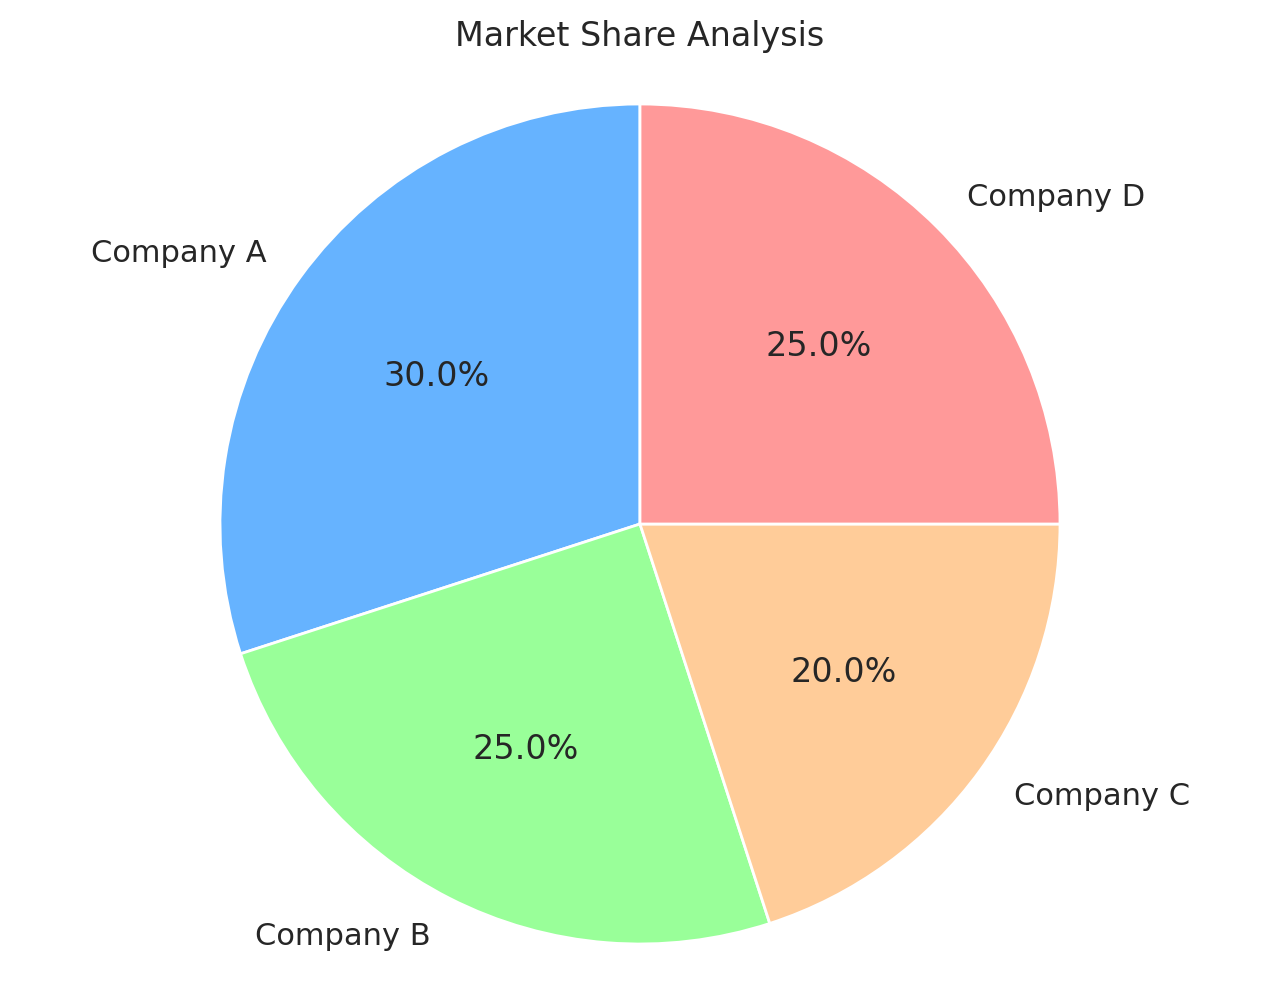 Market Share Analysis
Company D
Company A
25.0%
30.0%
20.0%
25.0%
Company C
Company B